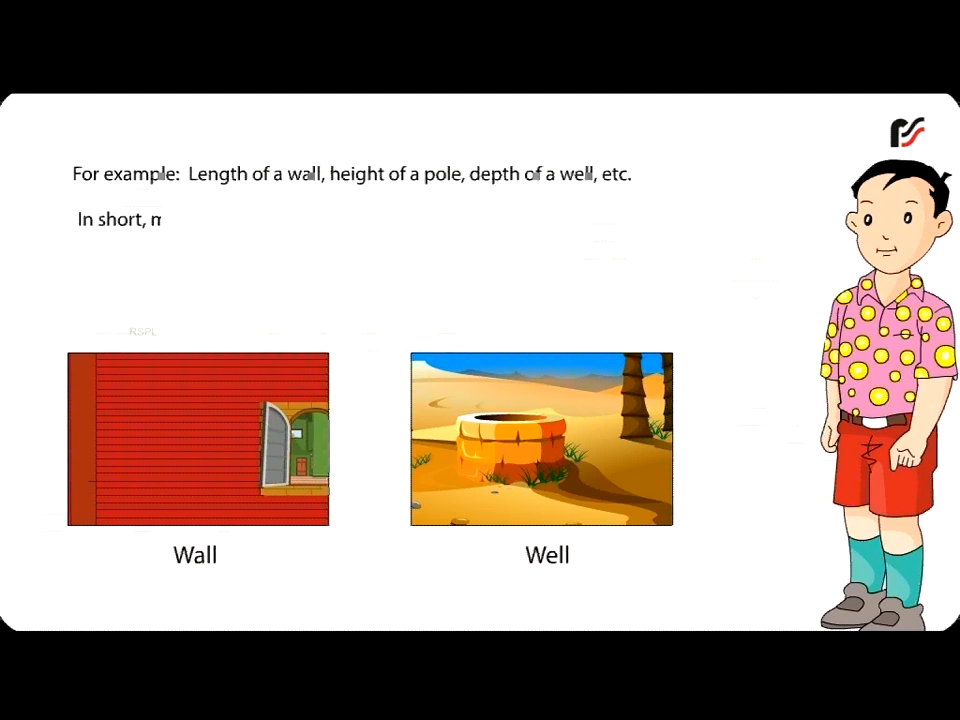 For example: Length of a wall, height of a pole, depth of a well, etc.
In short, m
RSPL
Wall
Well